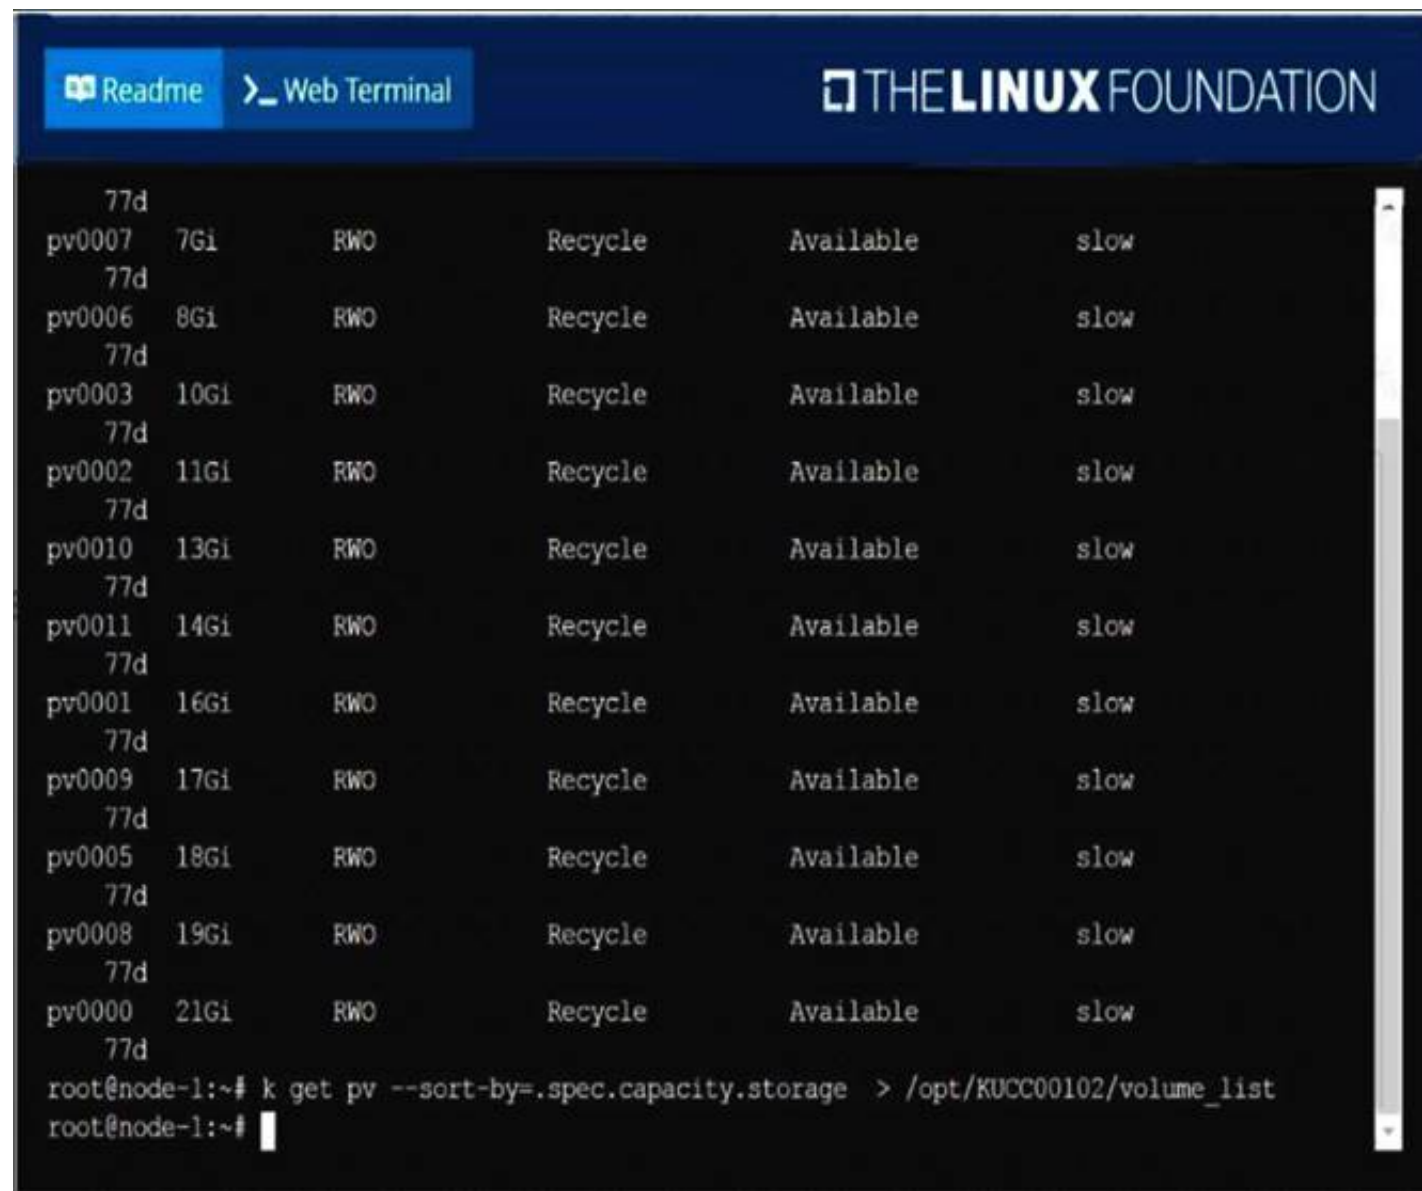 Readme >_ Web Terminal THE LINUX FOUNDATION
77d
pv0007 7Gi RWO Recycle Available slow
77d
pv0006 8Gi RWO Recycle Available slow
77d
pv0003 10Gi RWO Recycle Available slow
77d
pv0002 11Gi RWO Recycle Available slow
77d
pv0010 13Gi RWO Recycle Available slow
77d
pv0011 14Gi RWO Recycle Available slow
77d
pv0001 16Gi RWO Recycle Available slow
77d
pv0009 17Gi RWO Recycle Available slow
77d
pv0005 18Gi RWO Recycle Available slow
77d
pv0008 19Gi RWO Recycle Available slow
77d
pv0000 21Gi RWO Recycle Available slow
77d
root@node-1:~# k get pv --sort-by=.spec.capacity.storage > /opt/KUCC00102/volume_list
root@node-1:~#